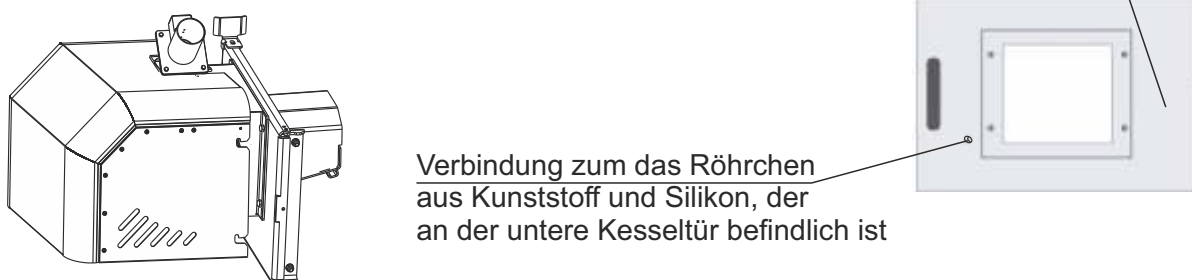 Verbindung zum das Röhrchen
aus Kunststoff und Silikon, der
an der untere Kesseltür befindlich ist